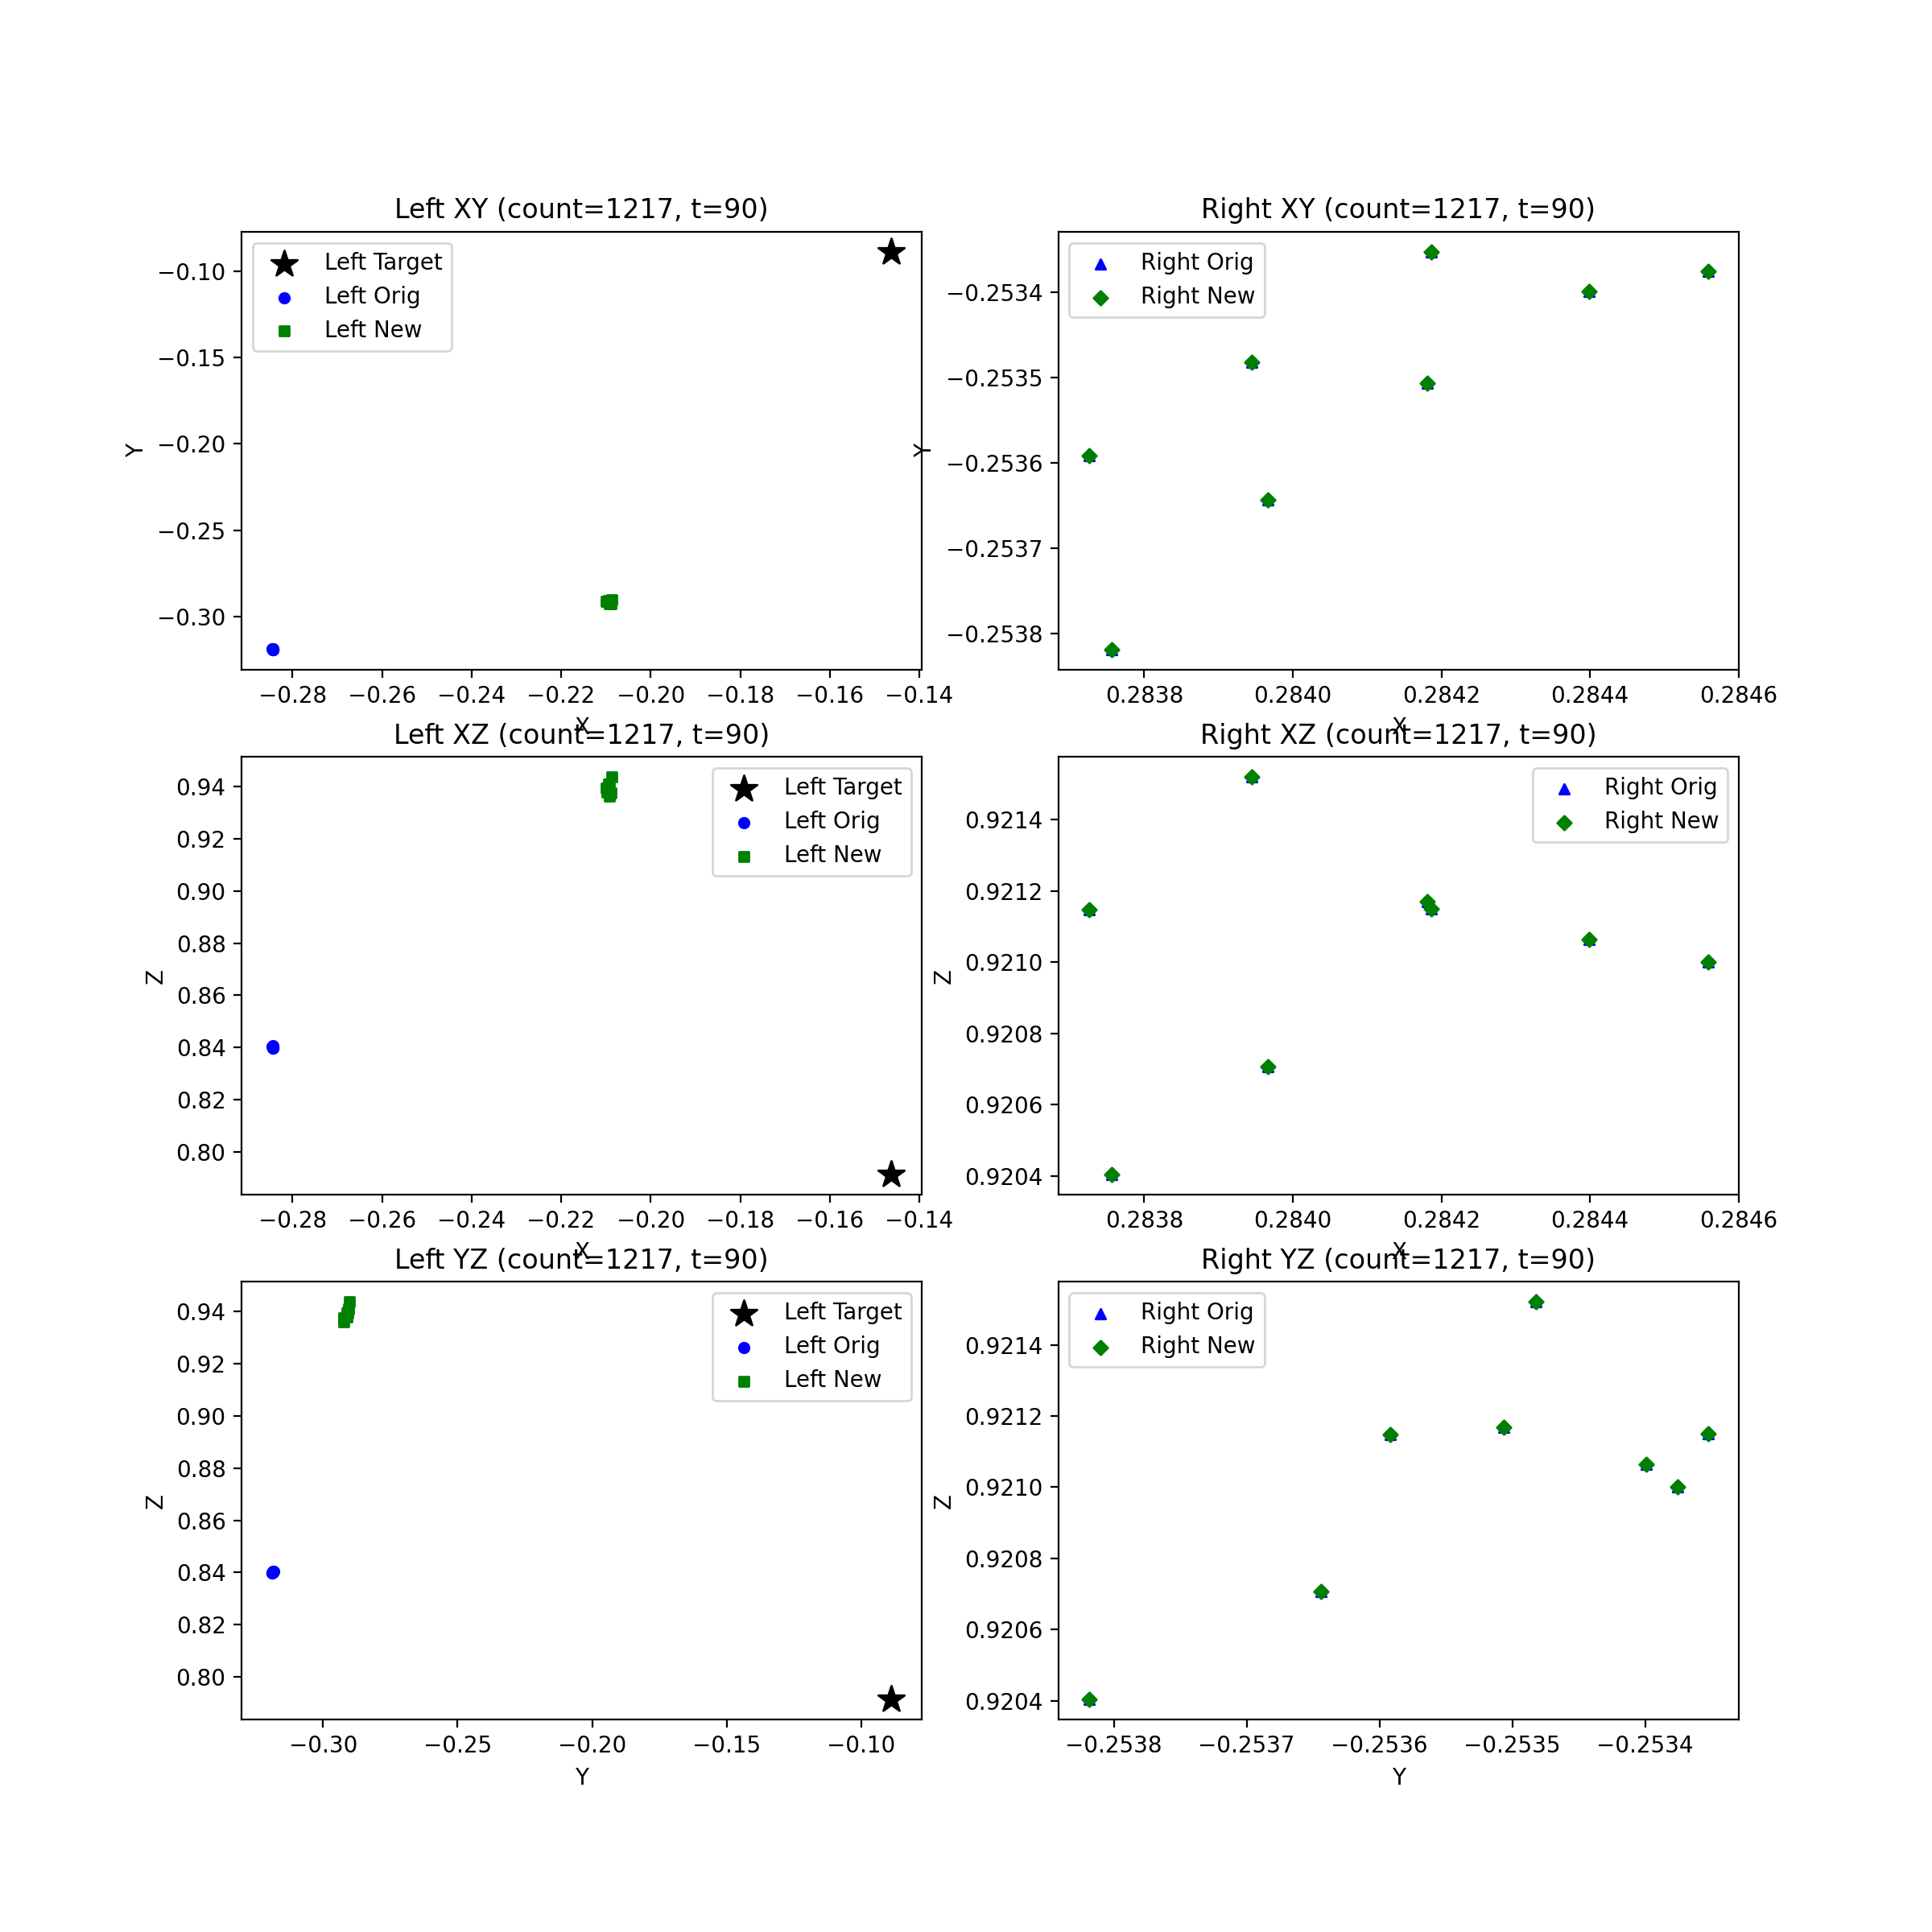 Left XY (count=1217, t=90)
Left Target
Left Orig
Left New
−0.10
−0.15
−0.20
−0.25
−0.30
Y
−0.28 −0.26 −0.24 −0.22 −0.20 −0.18 −0.16 −0.14
X
Right XY (count=1217, t=90)
Right Orig
Right New
−0.2534
−0.2535
−0.2536
−0.2537
−0.2538
Y
0.2838 0.2840 0.2842 0.2844 0.2846
X
Left XZ (count=1217, t=90)
Left Target
Left Orig
Left New
0.94
0.92
0.90
0.88
0.86
0.84
0.82
0.80
Z
−0.28 −0.26 −0.24 −0.22 −0.20 −0.18 −0.16 −0.14
X
Right XZ (count=1217, t=90)
Right Orig
Right New
0.9214
0.9212
0.9210
0.9208
0.9206
0.9204
Z
0.2838 0.2840 0.2842 0.2844 0.2846
X
Left YZ (count=1217, t=90)
Left Target
Left Orig
Left New
0.94
0.92
0.90
0.88
0.86
0.84
0.82
0.80
Z
−0.30 −0.25 −0.20 −0.15 −0.10
Y
Right YZ (count=1217, t=90)
Right Orig
Right New
0.9214
0.9212
0.9210
0.9208
0.9206
0.9204
Z
−0.2538 −0.2537 −0.2536 −0.2535 −0.2534
Y